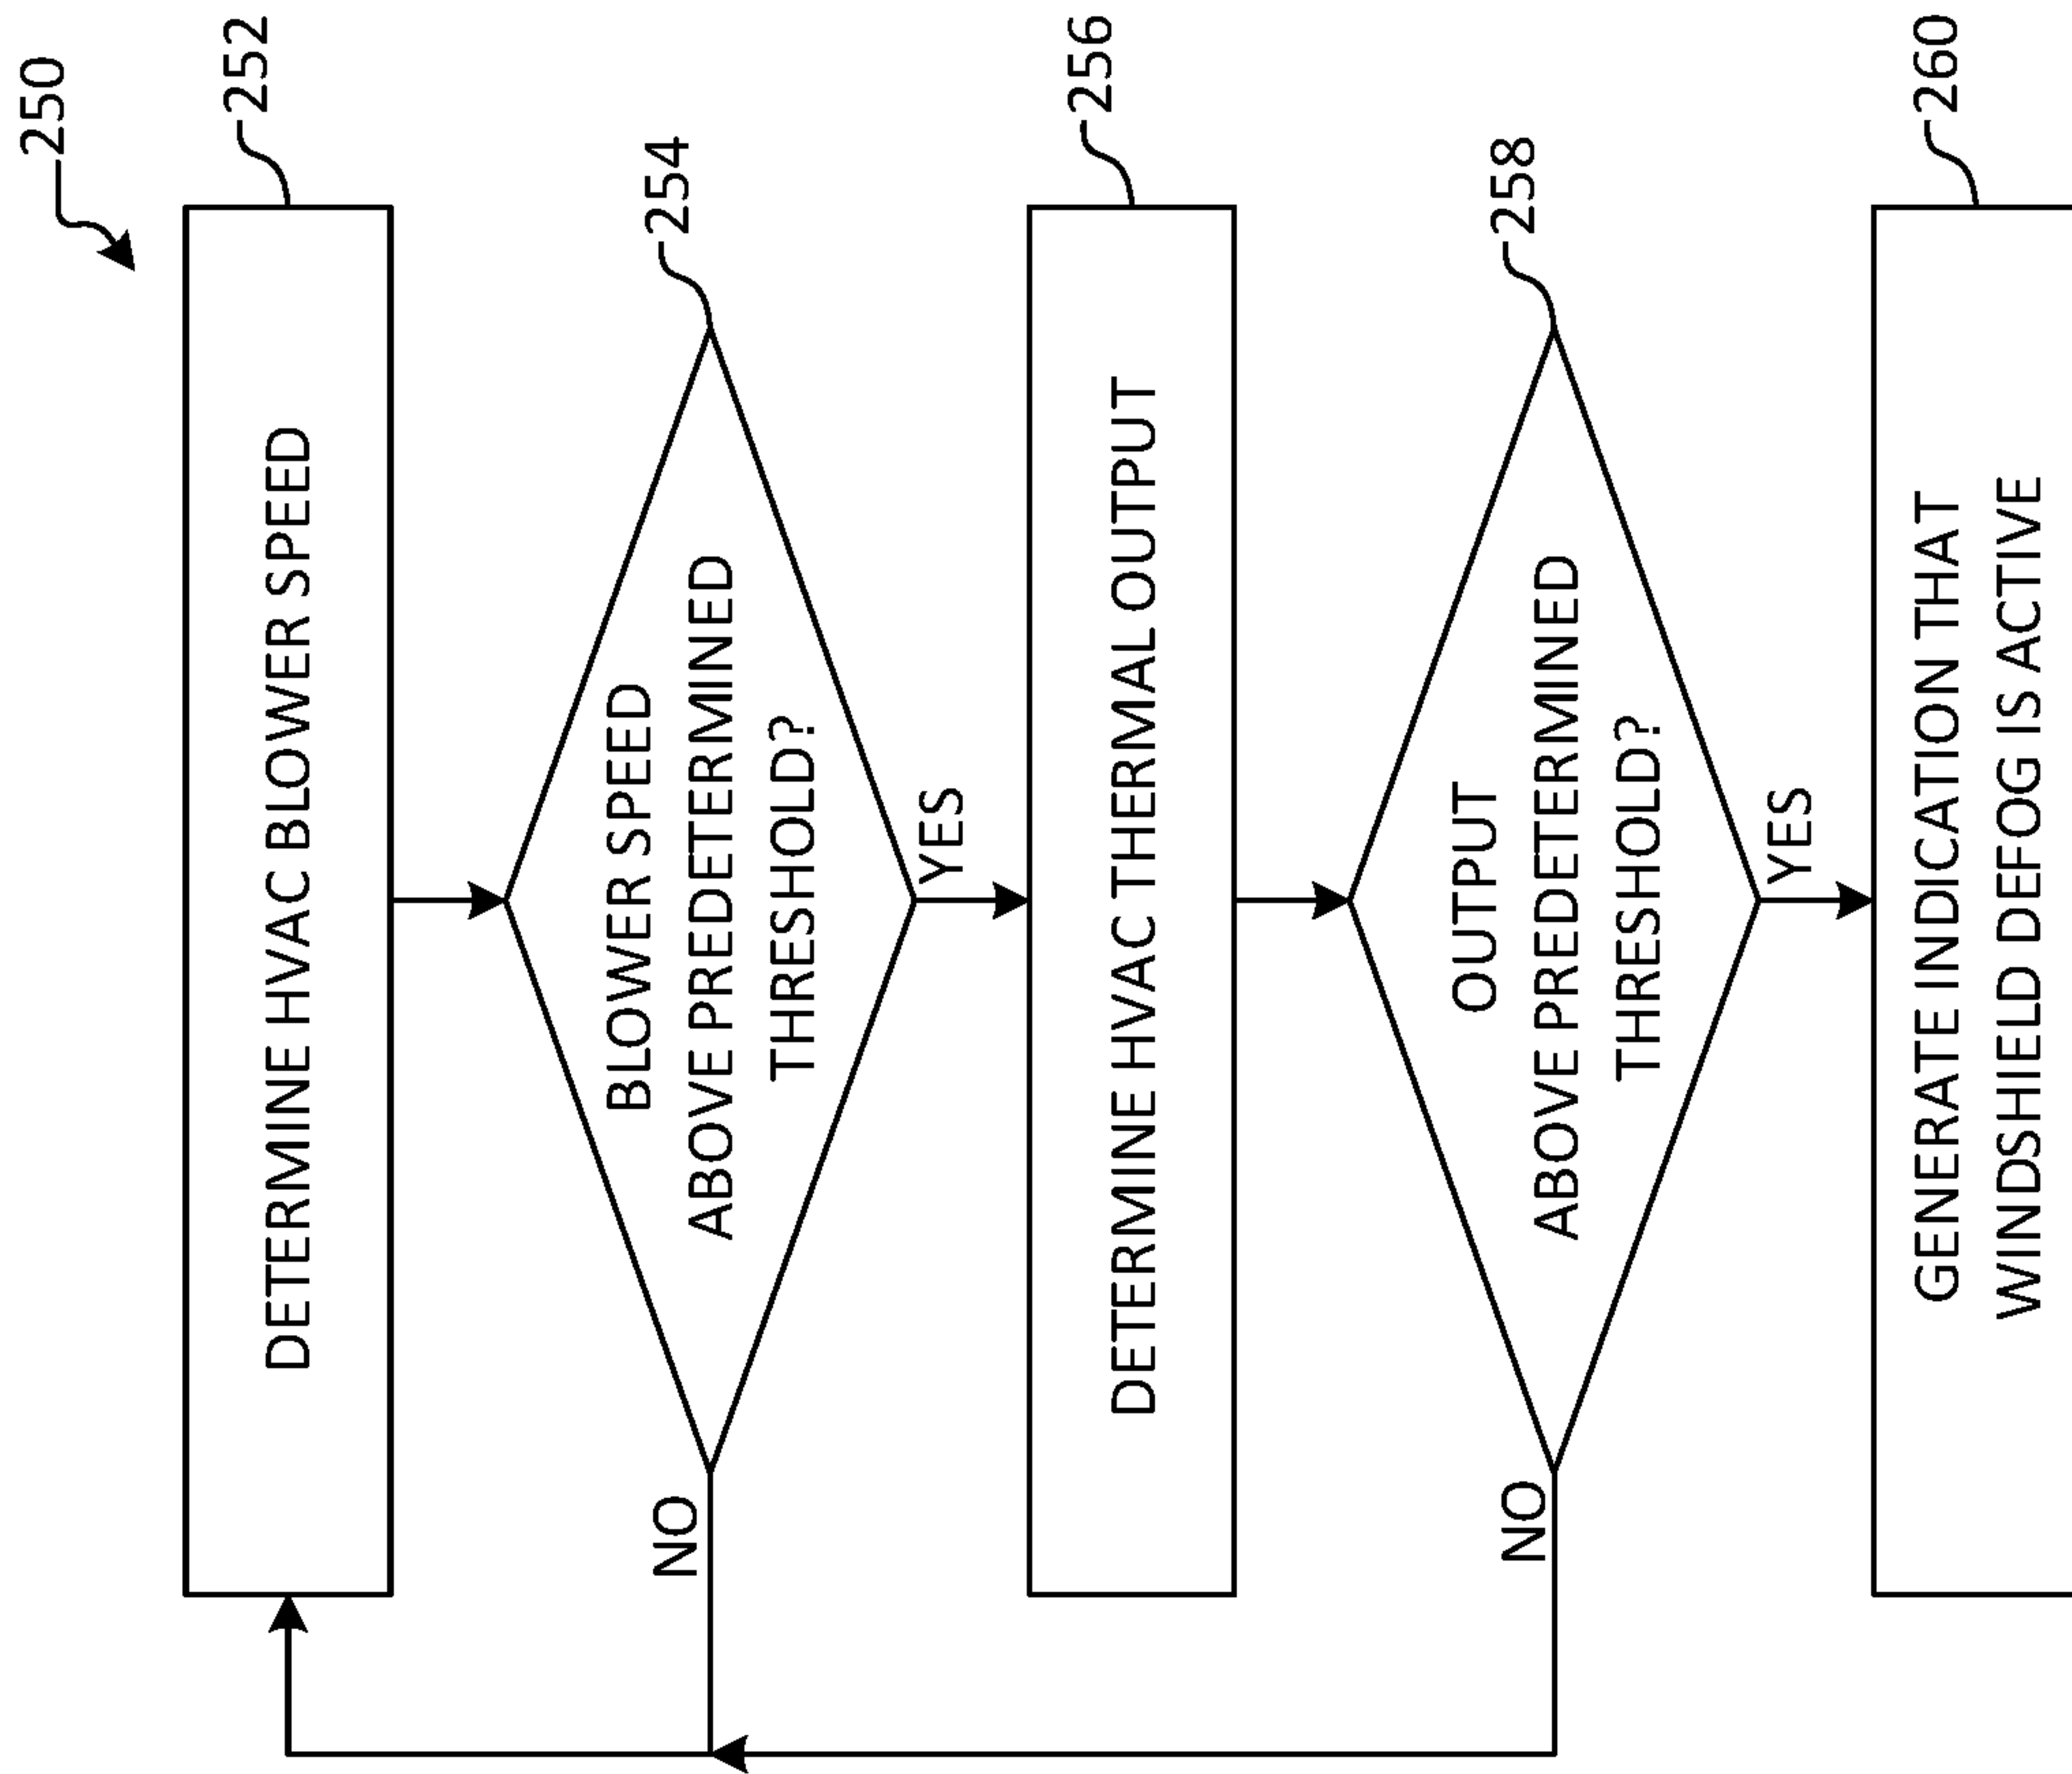 250
DETERMINE HVAC BLOWER SPEED
252
BLOWER SPEED
ABOVE PREDETERMINED
THRESHOLD?
254
NO
YES
DETERMINE HVAC THERMAL OUTPUT
256
OUTPUT
ABOVE PREDETERMINED
THRESHOLD?
258
NO
YES
GENERATE INDICATION THAT
WINDSHIELD DEFOG IS ACTIVE
260